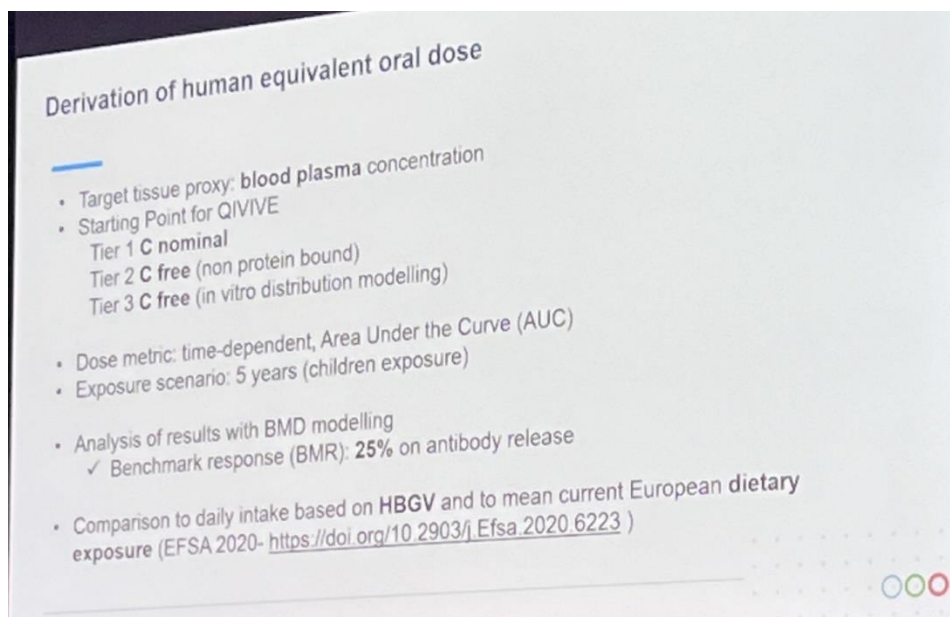 Derivation of human equivalent oral dose
• Target tissue proxy: blood plasma concentration
• Starting Point for QIVIVE
Tier 1 C nominal
Tier 2 C free (non protein bound)
Tier 3 C free (in vitro distribution modelling)
• Dose metric: time-dependent, Area Under the Curve (AUC)
• Exposure scenario: 5 years (children exposure)
• Analysis of results with BMD modelling
✓ Benchmark response (BMR): 25% on antibody release
• Comparison to daily intake based on HBGV and to mean current European dietary
exposure (EFSA 2020- https://doi.org/10.2903/j.Efsa.2020.6223 )